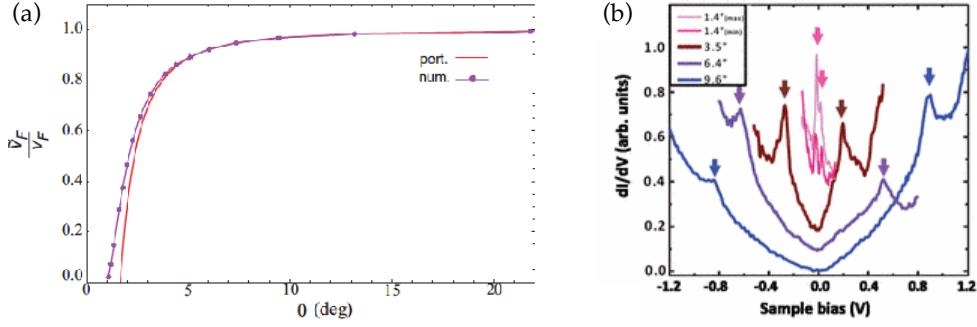 (a)
1.0
0.8
0.6
0.4
0.2
0.0
ṽF
vF
port.
num.
0
5
10
15
20
θ (deg)
(b)
1.4°(max)
1.4°(min)
3.5°
6.4°
9.6°
1.0
0.8
0.6
0.4
0.2
0.0
dI/dV (arb. units)
-1.2
-0.8
-0.4
0.0
0.4
0.8
1.2
Sample bias (V)